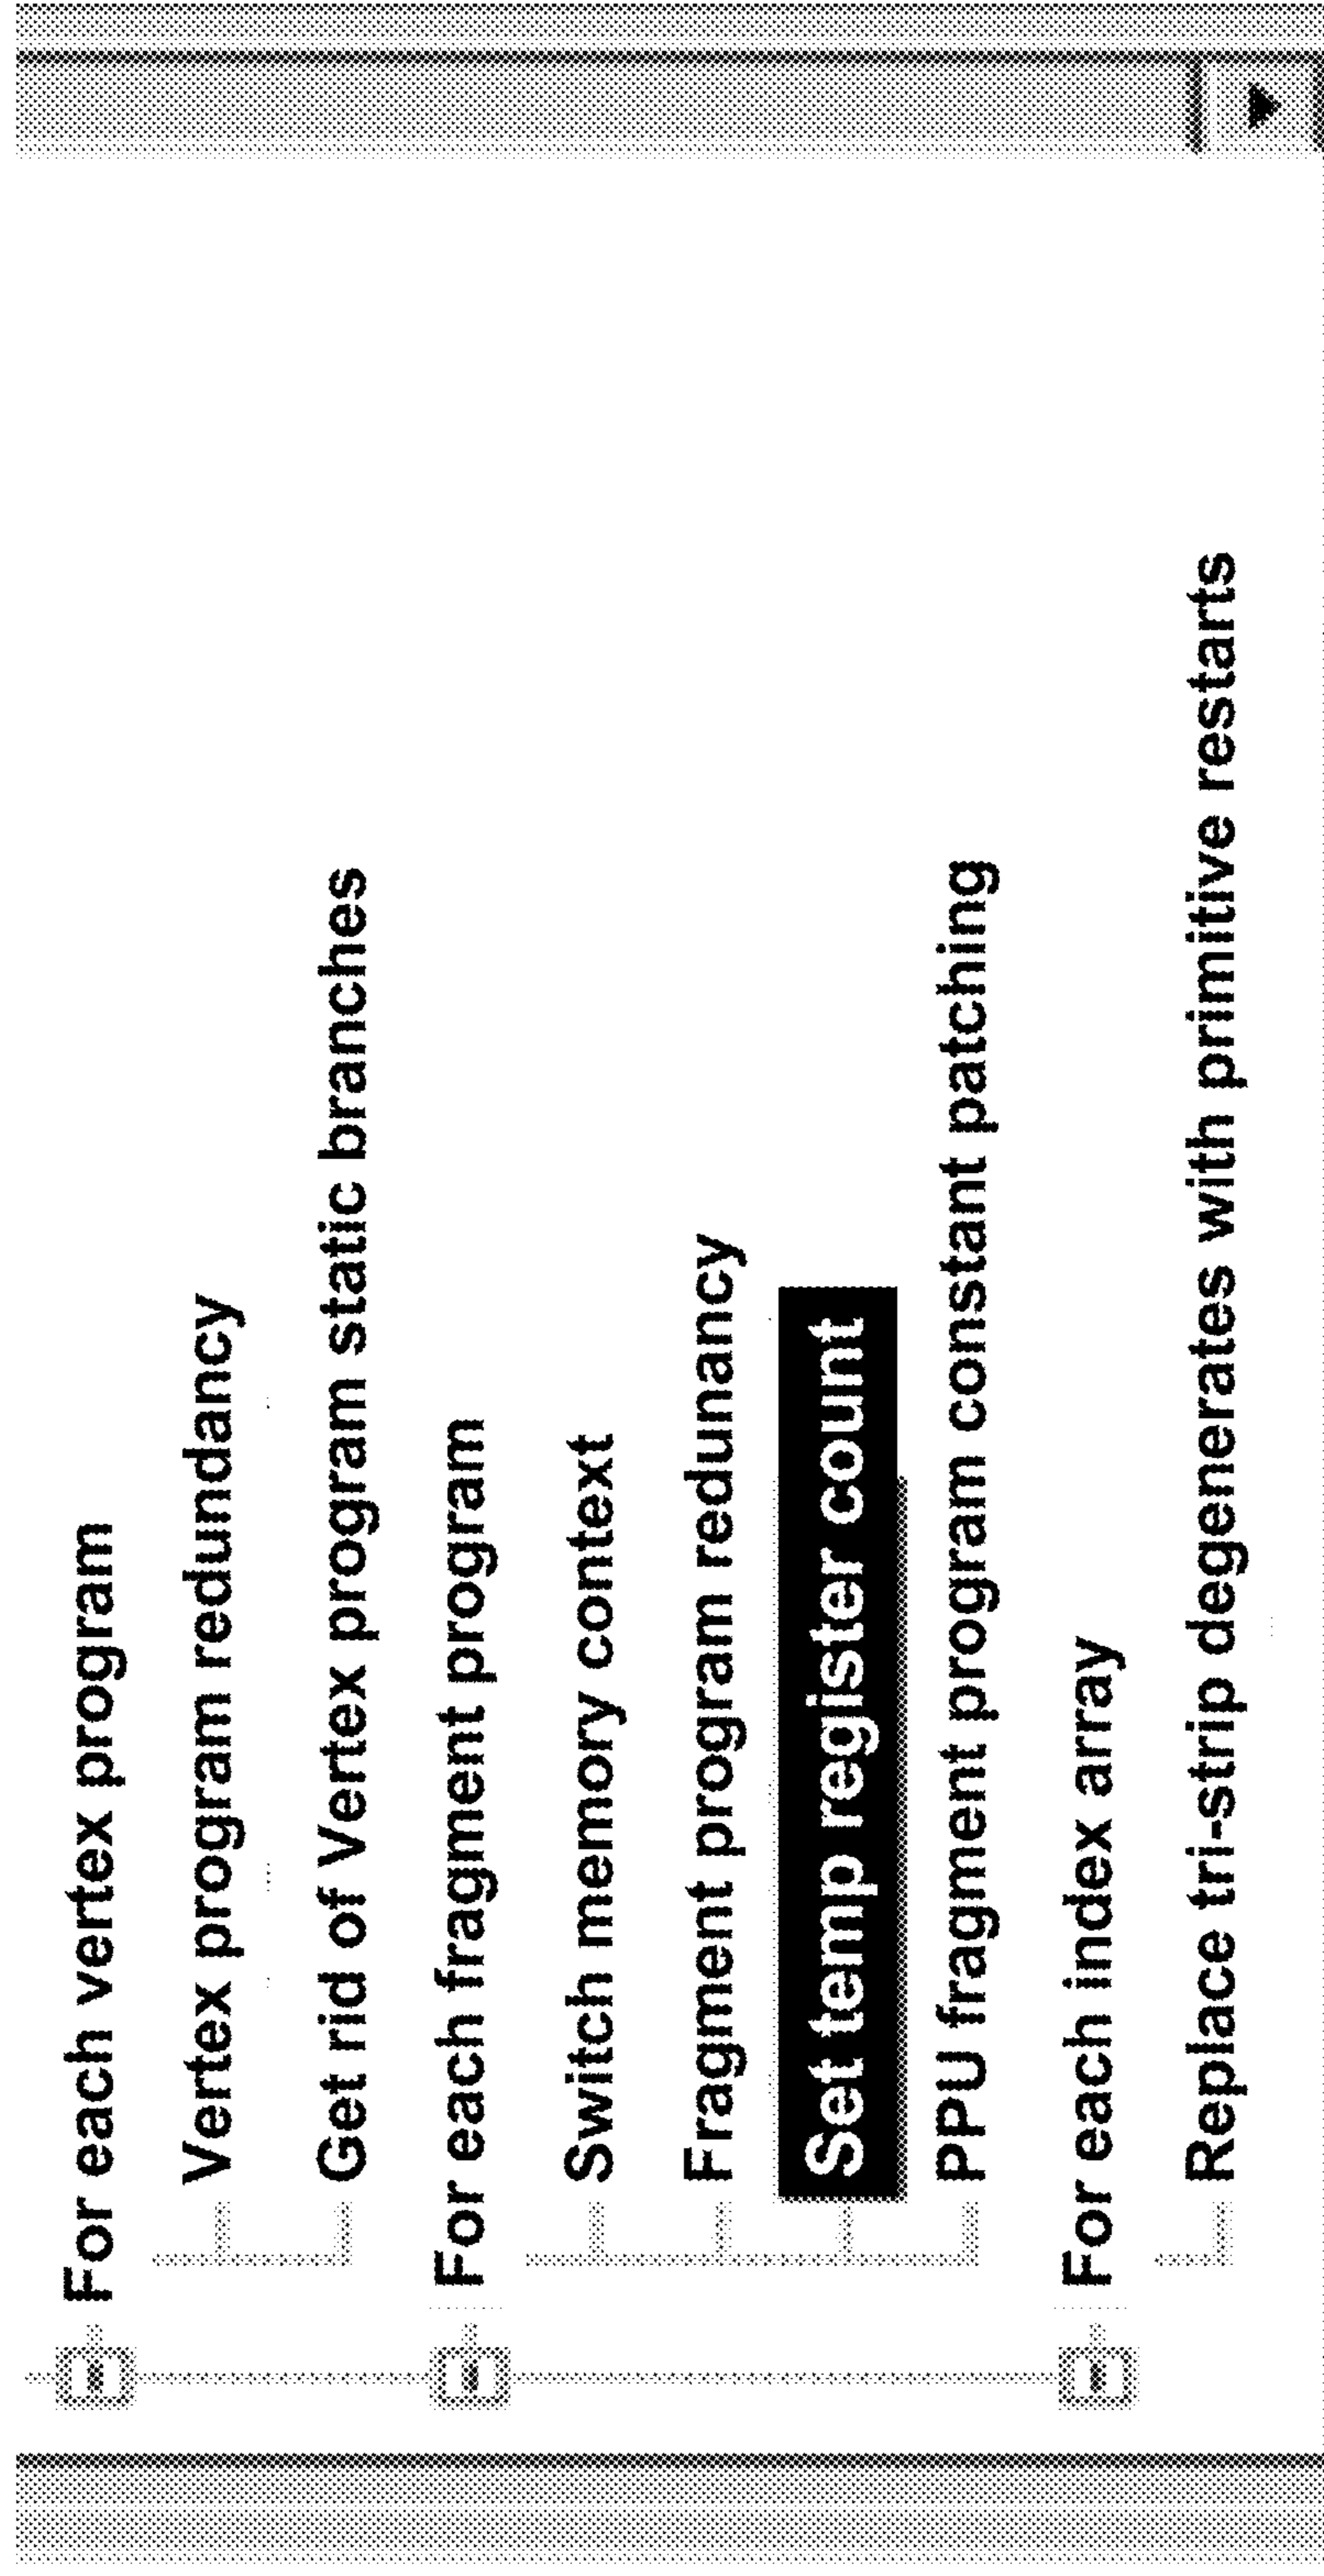 For each vertex program
Vertex program redundancy
Get rid of Vertex program static branches
For each fragment program
Switch memory context
Fragment program redunancy
Set temp register count
PPU fragment program constant patching
For each index array
Replace tri-strip degenerates with primitive restarts